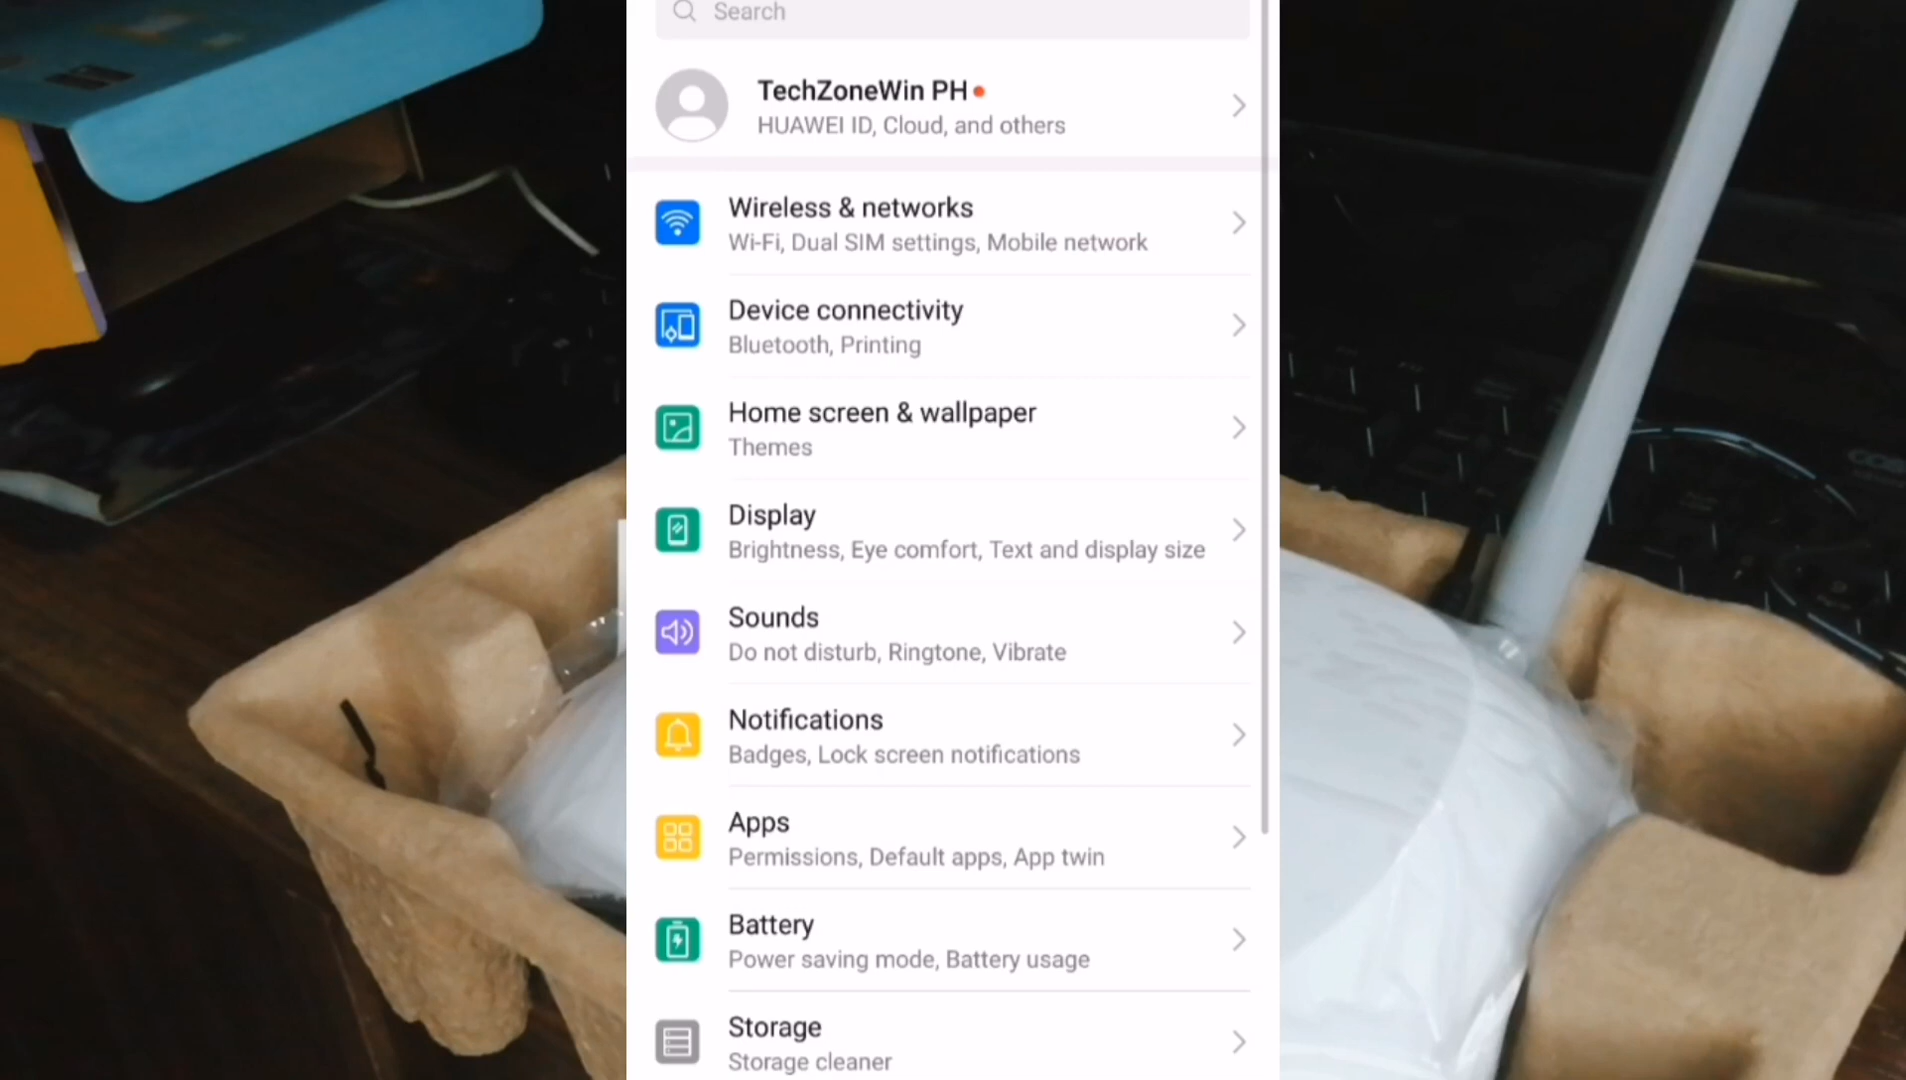 Search
TechZoneWin PH
HUAWEI ID, Cloud, and others
Wireless & networks
Wi-Fi, Dual SIM settings, Mobile network
Device connectivity
Bluetooth, Printing
Home screen & wallpaper
Themes
Display
Brightness, Eye comfort, Text and display size
Sounds
Do not disturb, Ringtone, Vibrate
Notifications
Badges, Lock screen notifications
Apps
Permissions, Default apps, App twin
Battery
Power saving mode, Battery usage
Storage
Storage cleaner